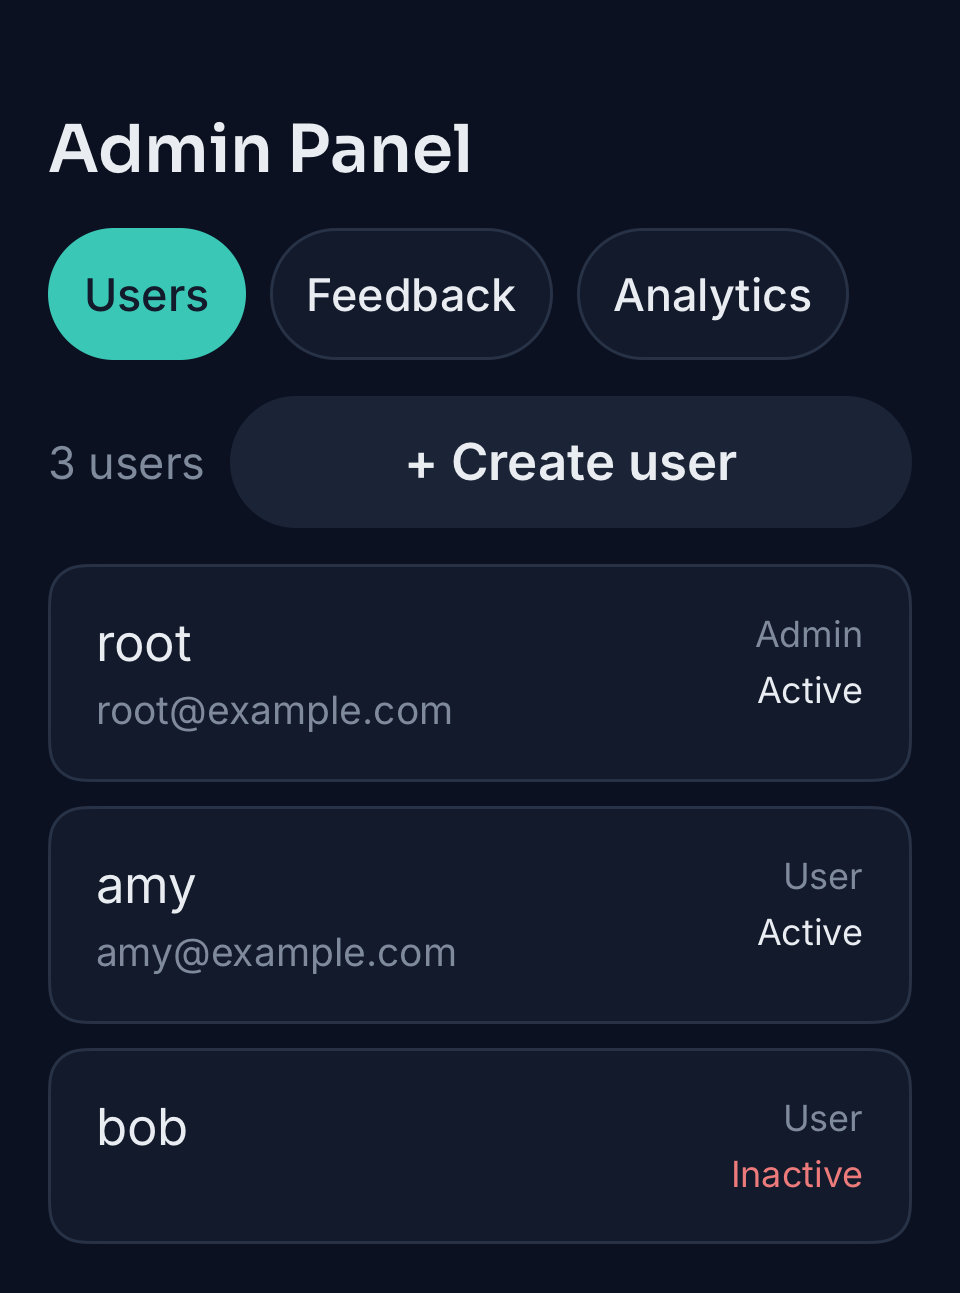 Admin Panel
Users Feedback Analytics
3 users + Create user
root Admin
root@example.com Active
amy User
amy@example.com Active
bob User
Inactive